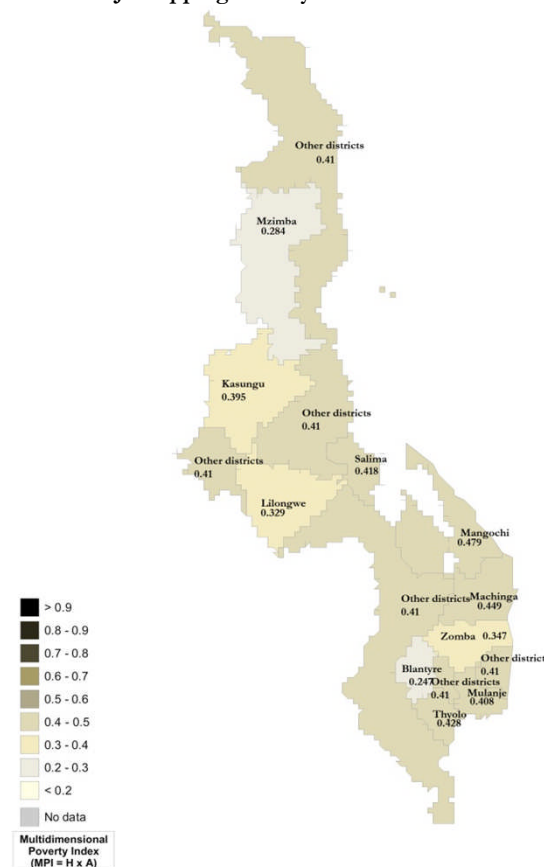 Other districts
0.41
Mzimba
0.284
Kasungu
0.395
Other districts
0.41
Other districts
0.41
Salima
0.418
Lilongwe
0.329
Mangochi
0.479
Other districts
0.41
Machinga
0.449
Zomba 0.347
Other district
0.41
Blantyre
0.247
Other districts
0.41
Mulanje
0.408
Thyolo
0.428
> 0.9
0.8 - 0.9
0.7 - 0.8
0.6 - 0.7
0.5 - 0.6
0.4 - 0.5
0.3 - 0.4
0.2 - 0.3
< 0.2
No data
Multidimensional
Poverty Index
(MPI = H x A)